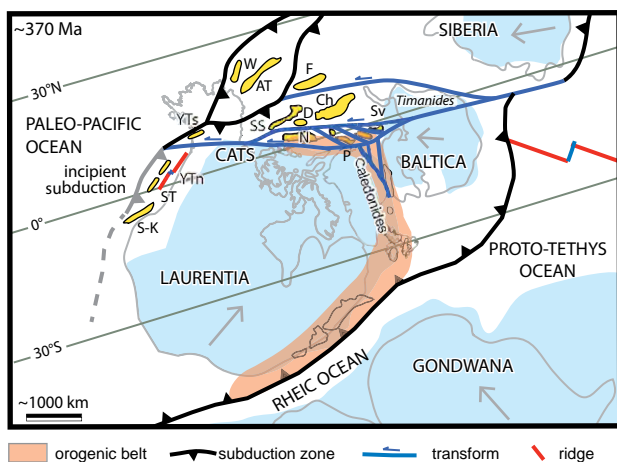 ~370 Ma
SIBERIA
30°N
W
AT
F
Ch
D
Sv
Timanides
YTs
SS
N
PALEO-PACIFIC
OCEAN
CATS
P
BALTICA
incipient
subduction
YTn
ST
Caledonides
0°
S-K
LAURENTIA
PROTO-TETHYS
OCEAN
30°S
RHEIC OCEAN
GONDWANA
~1000 km
orogenic belt
subduction zone
transform
ridge